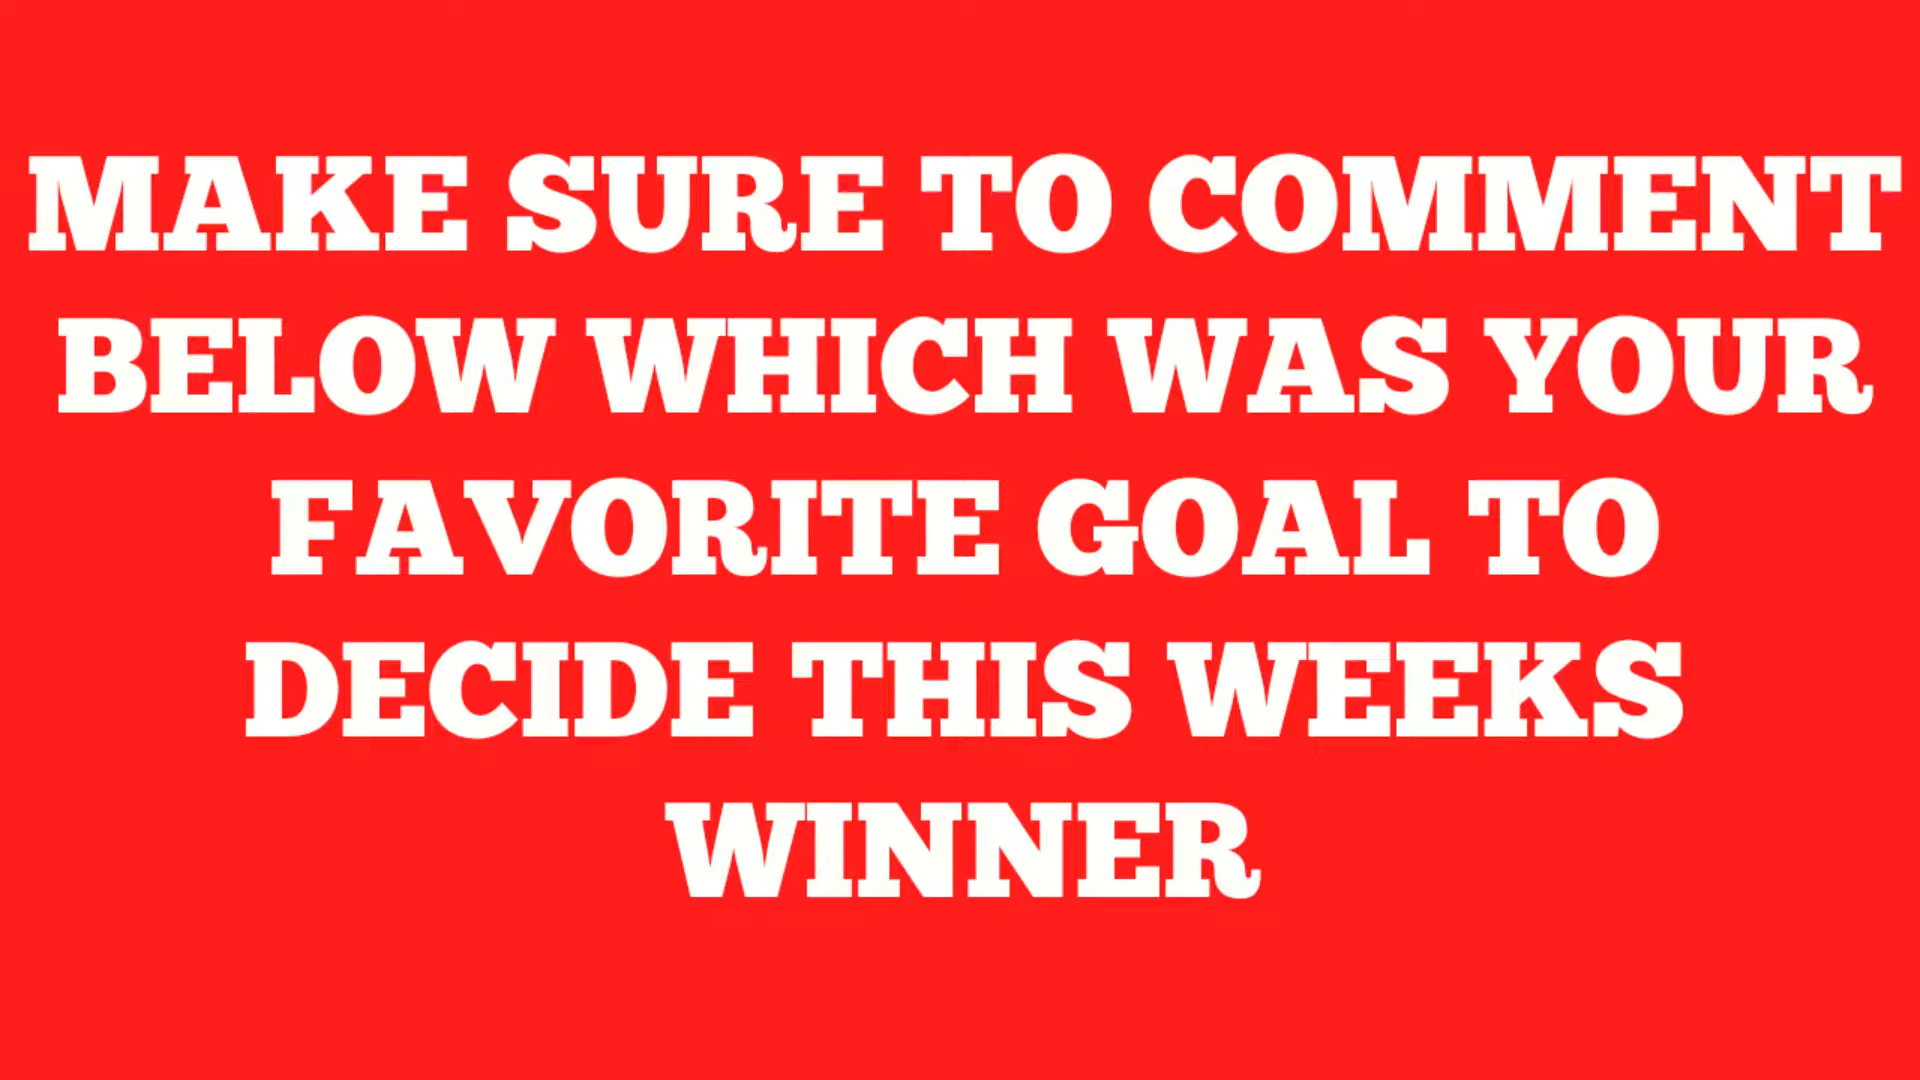 MAKE SURE TO COMMENT
BELOW WHICH WAS YOUR
FAVORITE GOAL TO
DECIDE THIS WEEKS
WINNER